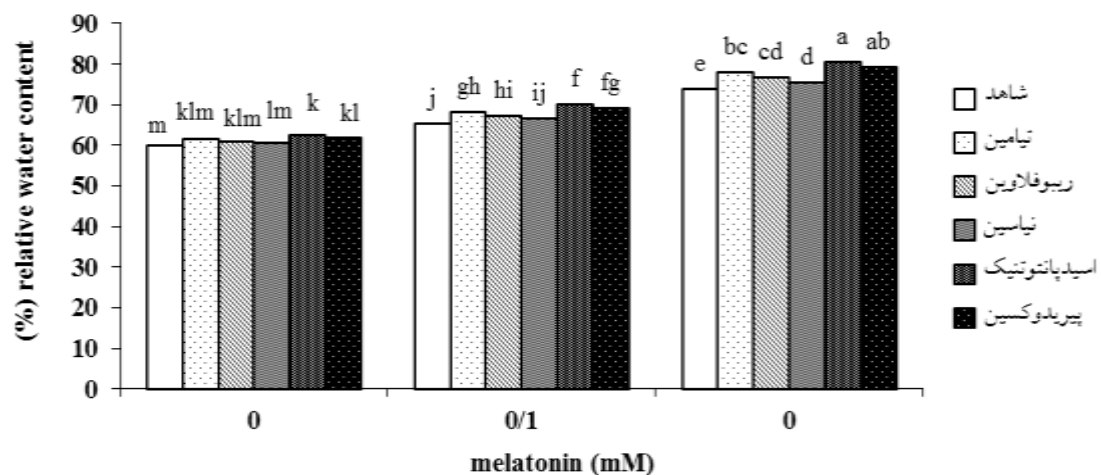 (%) relative water content
90
80
70
60
50
40
30
20
10
0
m klm klm lm k kl
j gh hi ij f fg
e bc cd d a ab
0 0/1 0
melatonin (mM)
شاهد
تیامین
ریبوفلاوین
نیاسین
اسیدپانتوتنیک
پیریدوکسین